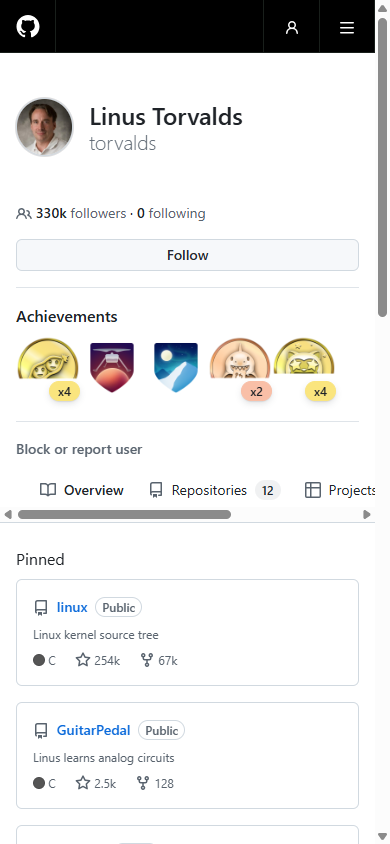 Linus Torvalds
torvalds
330k followers · 0 following
Follow
Achievements
x4
x2
x4
Block or report user
Overview
Repositories 12
Projects
Pinned
linux Public
Linux kernel source tree
C 254k 67k
GuitarPedal Public
Linus learns analog circuits
C 2.5k 128